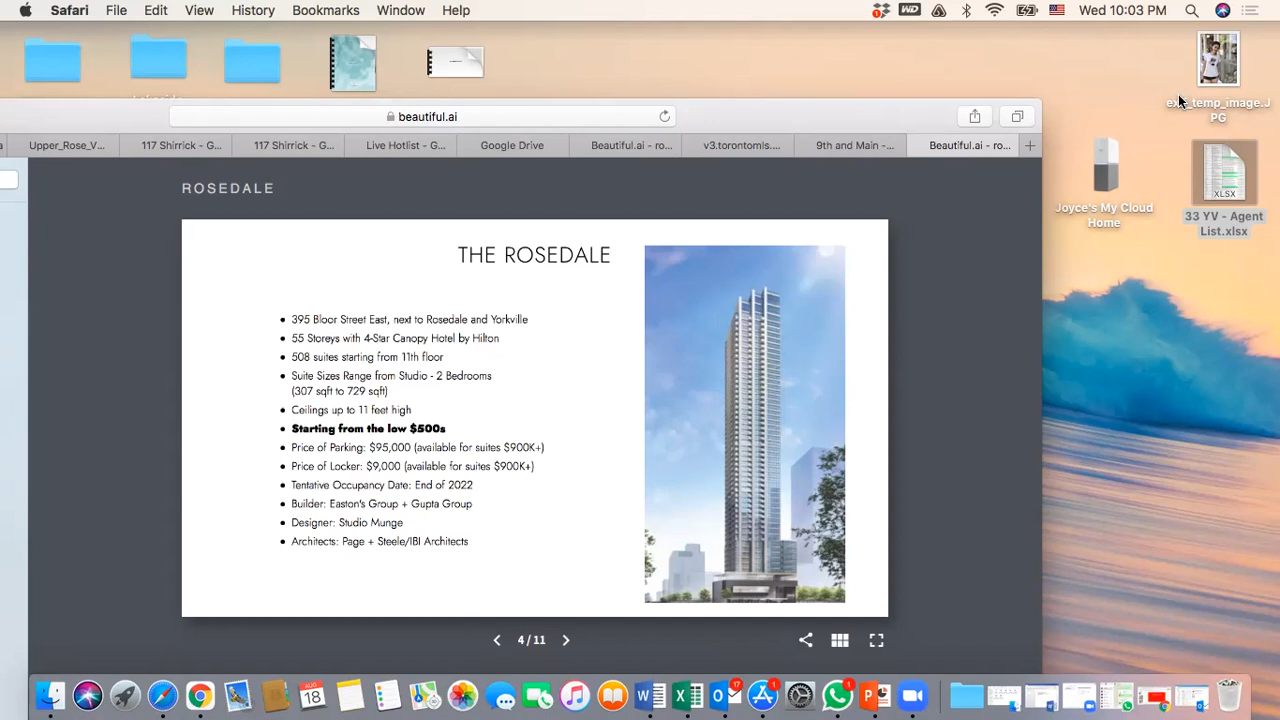 Safari File Edit View History Bookmarks Window Help
WD
Wed 10:03 PM
beautiful.ai
Upper_Rose_V...
117 Shirrick - G...
117 Shirrick - G...
Live Hotlist - G...
Google Drive
Beautiful.ai - ro...
v3.torontomls....
9th and Main -...
Beautiful.ai - ro...
temp_image.J
PG
Joyce's My Cloud
Home
XLSX
33 YV - Agent
List.xlsx
ROSEDALE
THE ROSEDALE
• 395 Bloor Street East, next to Rosedale and Yorkville
• 55 Storeys with 4-Star Canopy Hotel by Hilton
• 508 suites starting from 11th floor
• Suite Sizes Range from Studio - 2 Bedrooms
(307 sqft to 729 sqft)
• Ceilings up to 11 feet high
• Starting from the low $500s
• Price of Parking: $95,000 (available for suites $900K+)
• Price of Locker: $9,000 (available for suites $900K+)
• Tentative Occupancy Date: End of 2022
• Builder: Easton's Group + Gupta Group
• Designer: Studio Munge
• Architects: Page + Steele/IBI Architects
4 / 11
AUG
18
17
1
1